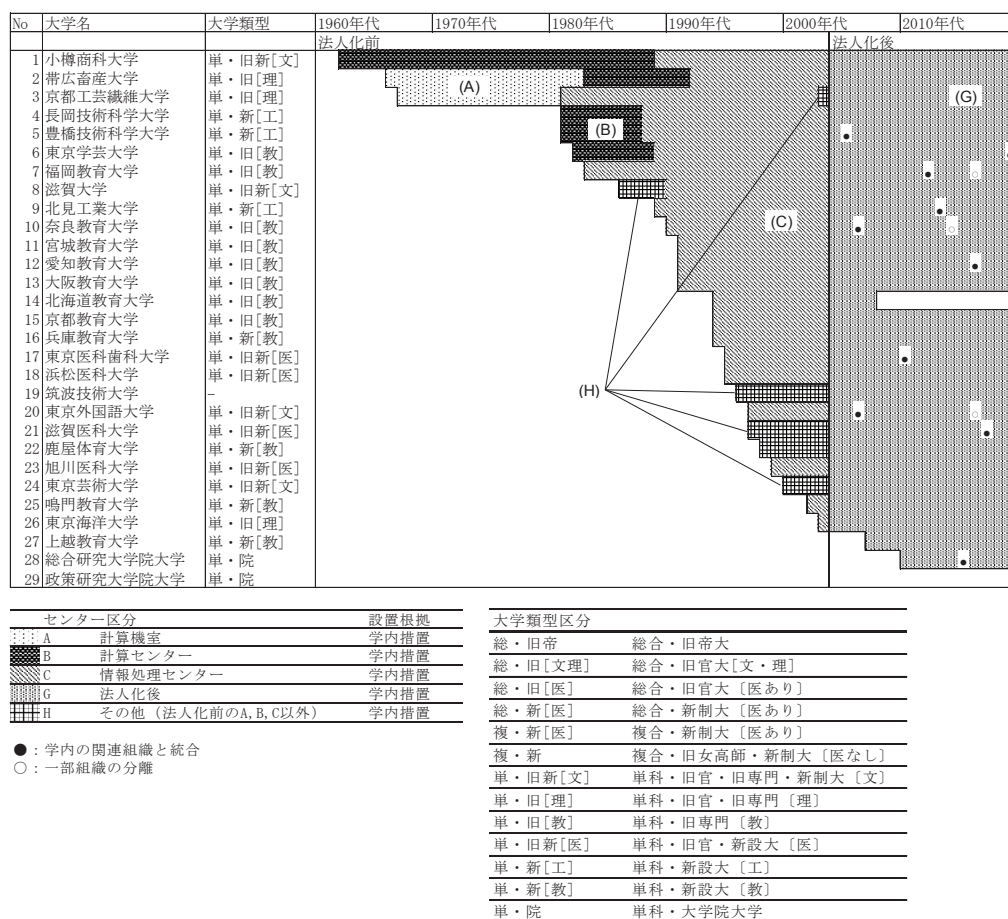 No 大学名 大学類型 1960年代 1970年代 1980年代 1990年代 2000年代 2010年代
法人化前 法人化後
1 小樽商科大学 単・旧新[文]
2 帯広畜産大学 単・旧[理]
3 京都工芸繊維大学 単・旧[理]
4 長岡技術科学大学 単・新[工]
5 豊橋技術科学大学 単・新[工]
6 東京学芸大学 単・旧[教]
7 福岡教育大学 単・旧[教]
8 滋賀大学 単・旧新[文]
9 北見工業大学 単・新[工]
10 奈良教育大学 単・旧[教]
11 宮城教育大学 単・旧[教]
12 愛知教育大学 単・旧[教]
13 大阪教育大学 単・旧[教]
14 北海道教育大学 単・旧[教]
15 京都教育大学 単・旧[教]
16 兵庫教育大学 単・新[教]
17 東京医科歯科大学 単・旧新[医]
18 浜松医科大学 単・旧新[医]
19 筑波技術大学 −
20 東京外国語大学 単・旧新[文]
21 滋賀医科大学 単・旧新[医]
22 鹿屋体育大学 単・新[教]
23 旭川医科大学 単・旧新[医]
24 東京芸術大学 単・旧新[文]
25 鳴門教育大学 単・新[教]
26 東京海洋大学 単・旧[理]
27 上越教育大学 単・新[教]
28 総合研究大学院大学 単・院
29 政策研究大学院大学 単・院
(A)
(B)
(C)
(G)
(H)
センター区分 設置根拠
A 計算機室 学内措置
B 計算センター 学内措置
C 情報処理センター 学内措置
G 法人化後 学内措置
H その他（法人化前のA,B,C以外） 学内措置
●：学内の関連組織と統合
○：一部組織の分離
大学類型区分
総・旧帝 総合・旧帝大
総・旧[文理] 総合・旧官大[文・理]
総・旧[医] 総合・旧官大〔医あり〕
総・新[医] 総合・新制大〔医あり〕
複・新[医] 複合・新制大〔医あり〕
複・新 複合・旧女高師・新制大〔医なし〕
単・旧新[文] 単科・旧官・旧専門・新制大〔文〕
単・旧[理] 単科・旧官・旧専門〔理〕
単・旧[教] 単科・旧専門〔教〕
単・旧新[医] 単科・旧官・新設大〔医〕
単・新[工] 単科・新設大〔工〕
単・新[教] 単科・新設大〔教〕
単・院 単科・大学院大学